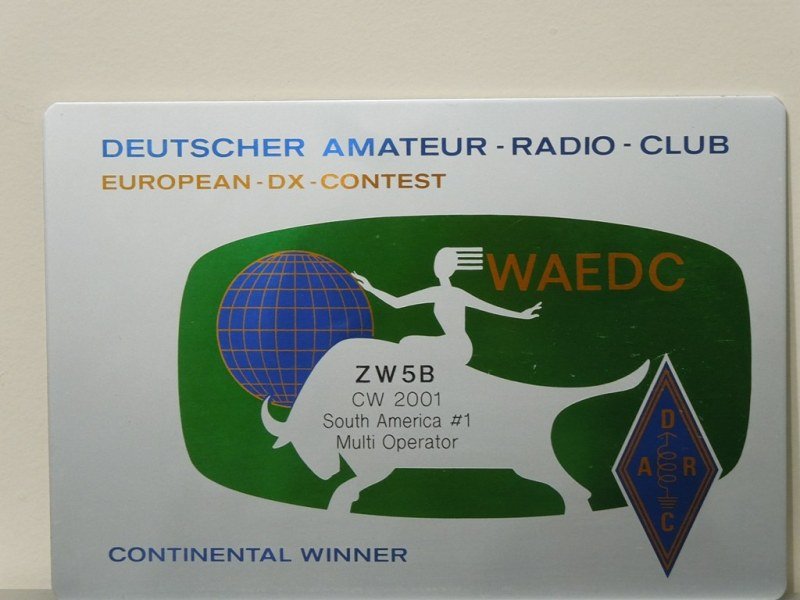 DEUTSCHER AMATEUR - RADIO - CLUB
EUROPEAN - DX - CONTEST
WAEDC
ZW5B
CW 2001
South America #1
Multi Operator
D
A R
C
CONTINENTAL WINNER